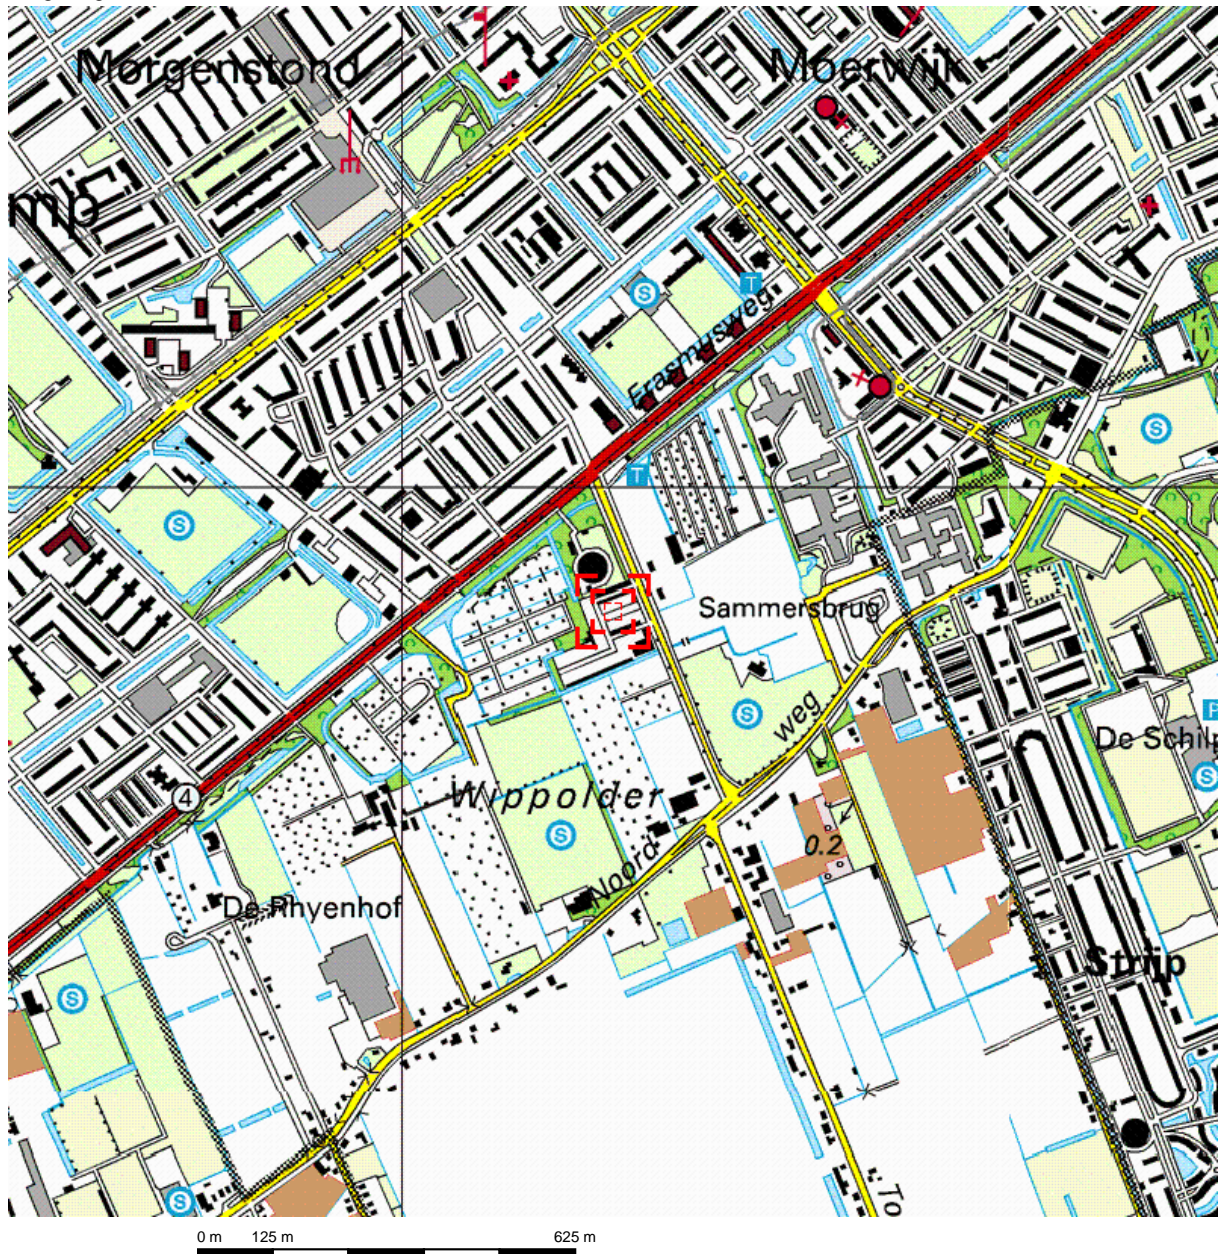 Morgenstond
Moerwijk
mp
S
T
Erasmusweg
S
T
S
Sammersbrug
S
weg
De Schilp
P
S
4
Wippolder
S
0.2
Noord
De Rhyenhof
Strijp
S
S
To
0 m 125 m 625 m